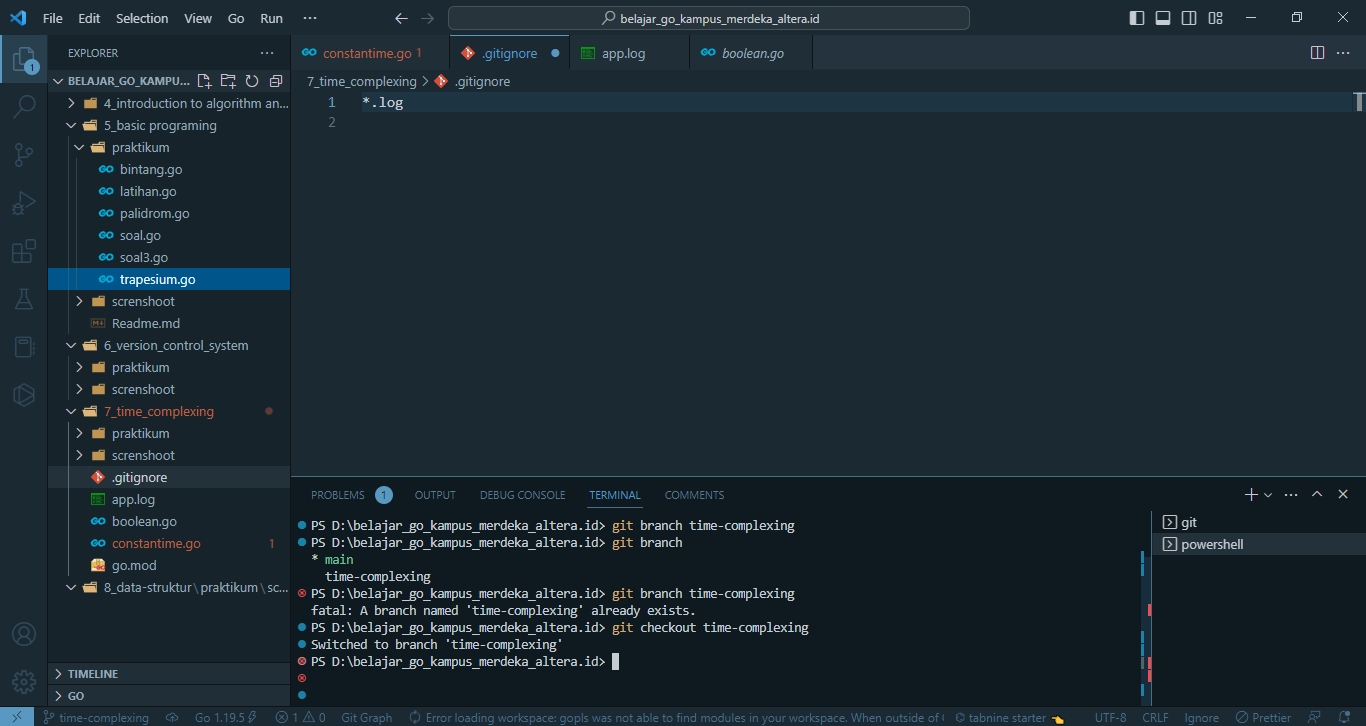 File Edit Selection View Go Run ··· belajar_go_kampus_merdeka_altera.id
EXPLORER ···
BELAJAR_GO_KAMPU...
4_introduction to algorithm an...
5_basic programing
praktikum
bintang.go
latihan.go
palidrom.go
soal.go
soal3.go
trapesium.go
screnshoot
Readme.md
6_version_control_system
praktikum
screnshoot
7_time_complexing
praktikum
screnshoot
.gitignore
app.log
boolean.go
constantime.go 1
go.mod
8_data-struktur\praktikum\sc...
TIMELINE
GO
1
constantime.go 1 .gitignore app.log boolean.go
7_time_complexing > .gitignore
1 *.log
2
PROBLEMS 1 OUTPUT DEBUG CONSOLE TERMINAL COMMENTS
PS D:\belajar_go_kampus_merdeka_altera.id> git branch time-complexing
PS D:\belajar_go_kampus_merdeka_altera.id> git branch
* main
time-complexing
PS D:\belajar_go_kampus_merdeka_altera.id> git branch time-complexing
fatal: A branch named 'time-complexing' already exists.
PS D:\belajar_go_kampus_merdeka_altera.id> git checkout time-complexing
Switched to branch 'time-complexing'
PS D:\belajar_go_kampus_merdeka_altera.id>
git
powershell
time-complexing Go 1.19.5 1 0 Git Graph Error loading workspace: gopls was not able to find modules in your workspace. When outside of tabnine starter UTF-8 CRLF Ignore Prettier